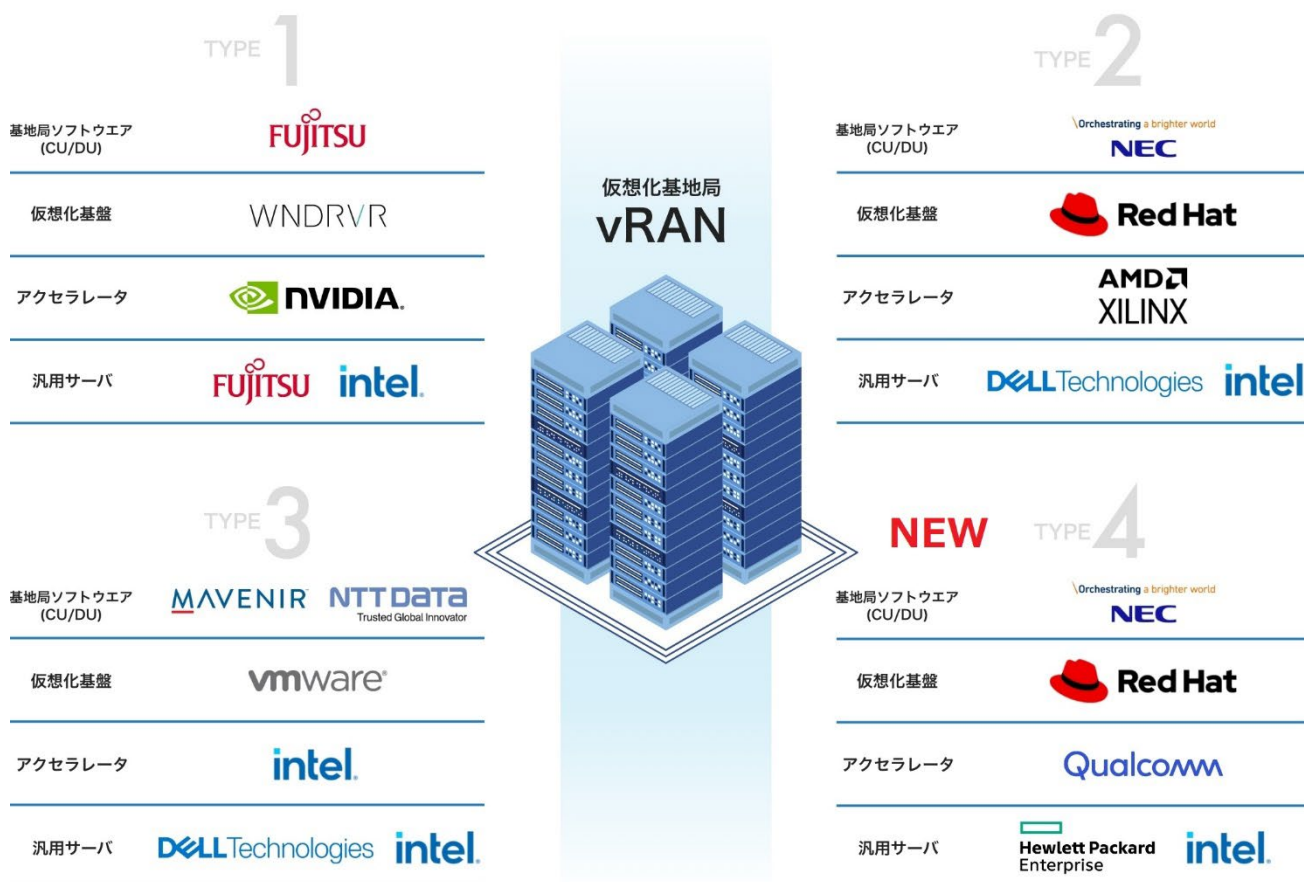 TYPE 1
基地局ソフトウエア
(CU/DU)
FUJITSU
仮想化基盤
WNDRVR
アクセラレータ
NVIDIA.
汎用サーバ
FUJITSU intel.
仮想化基地局
vRAN
TYPE 2
基地局ソフトウエア
(CU/DU)
\Orchestrating a brighter world
NEC
仮想化基盤
Red Hat
アクセラレータ
AMD
XILINX
汎用サーバ
DELL Technologies intel
TYPE 3
基地局ソフトウエア
(CU/DU)
MAVENIR NTT DATA
Trusted Global Innovator
仮想化基盤
vmware®
アクセラレータ
intel.
汎用サーバ
DELL Technologies intel.
NEW TYPE 4
基地局ソフトウエア
(CU/DU)
\Orchestrating a brighter world
NEC
仮想化基盤
Red Hat
アクセラレータ
Qualcomm
汎用サーバ
Hewlett Packard
Enterprise
intel.